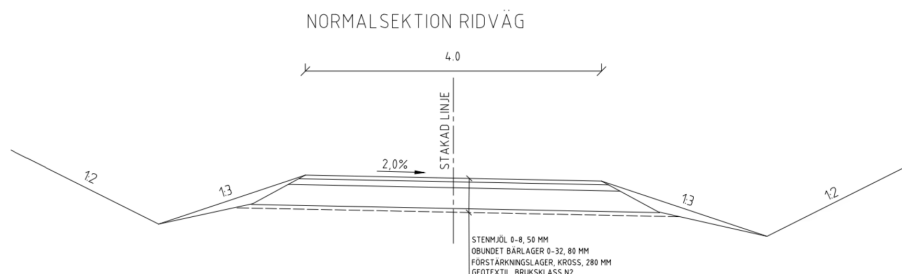 NORMALSEKTION RIDVÄG
4.0
STAKAD LINJE
2,0%
1:2
1:3
1:3
1:2
STENMJÖL 0-8, 50 MM
OBUNDET BÄRLAGER 0-32, 80 MM
FÖRSTÄRKNINGSLAGER, KROSS, 280 MM
GEOTEXTIL, BRUKSKLASS N2